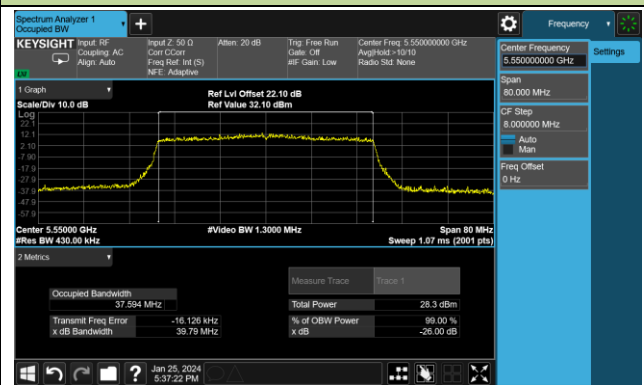 Spectrum Analyzer 1
Occupied BW
Frequency
KEYSIGHT
Input: RF
Coupling: AC
Align: Auto
Input Z: 50 Ω
Corr CCorr
Freq Ref: Int (S)
NFE: Adaptive
Atten: 20 dB
Trig: Free Run
Gate: Off
#IF Gain: Low
Center Freq: 5.550000000 GHz
Avg|Hold:>10/10
Radio Std: None
Center Frequency
5.550000000 GHz
Settings
Span
80.000 MHz
CF Step
8.000000 MHz
Auto
Man
Freq Offset
0 Hz
1 Graph
Scale/Div 10.0 dB
Ref Lvl Offset 22.10 dB
Ref Value 32.10 dBm
Log
22.1
12.1
2.10
-7.90
-17.9
-27.9
-37.9
-47.9
-57.9
Center 5.55000 GHz
#Video BW 1.3000 MHz
Span 80 MHz
#Res BW 430.00 kHz
Sweep 1.07 ms (2001 pts)
2 Metrics
Measure Trace
Trace 1
Occupied Bandwidth
37.594 MHz
Total Power
28.3 dBm
Transmit Freq Error
-16.126 kHz
% of OBW Power
99.00 %
x dB Bandwidth
39.79 MHz
x dB
-26.00 dB
Jan 25, 2024
5:37:22 PM